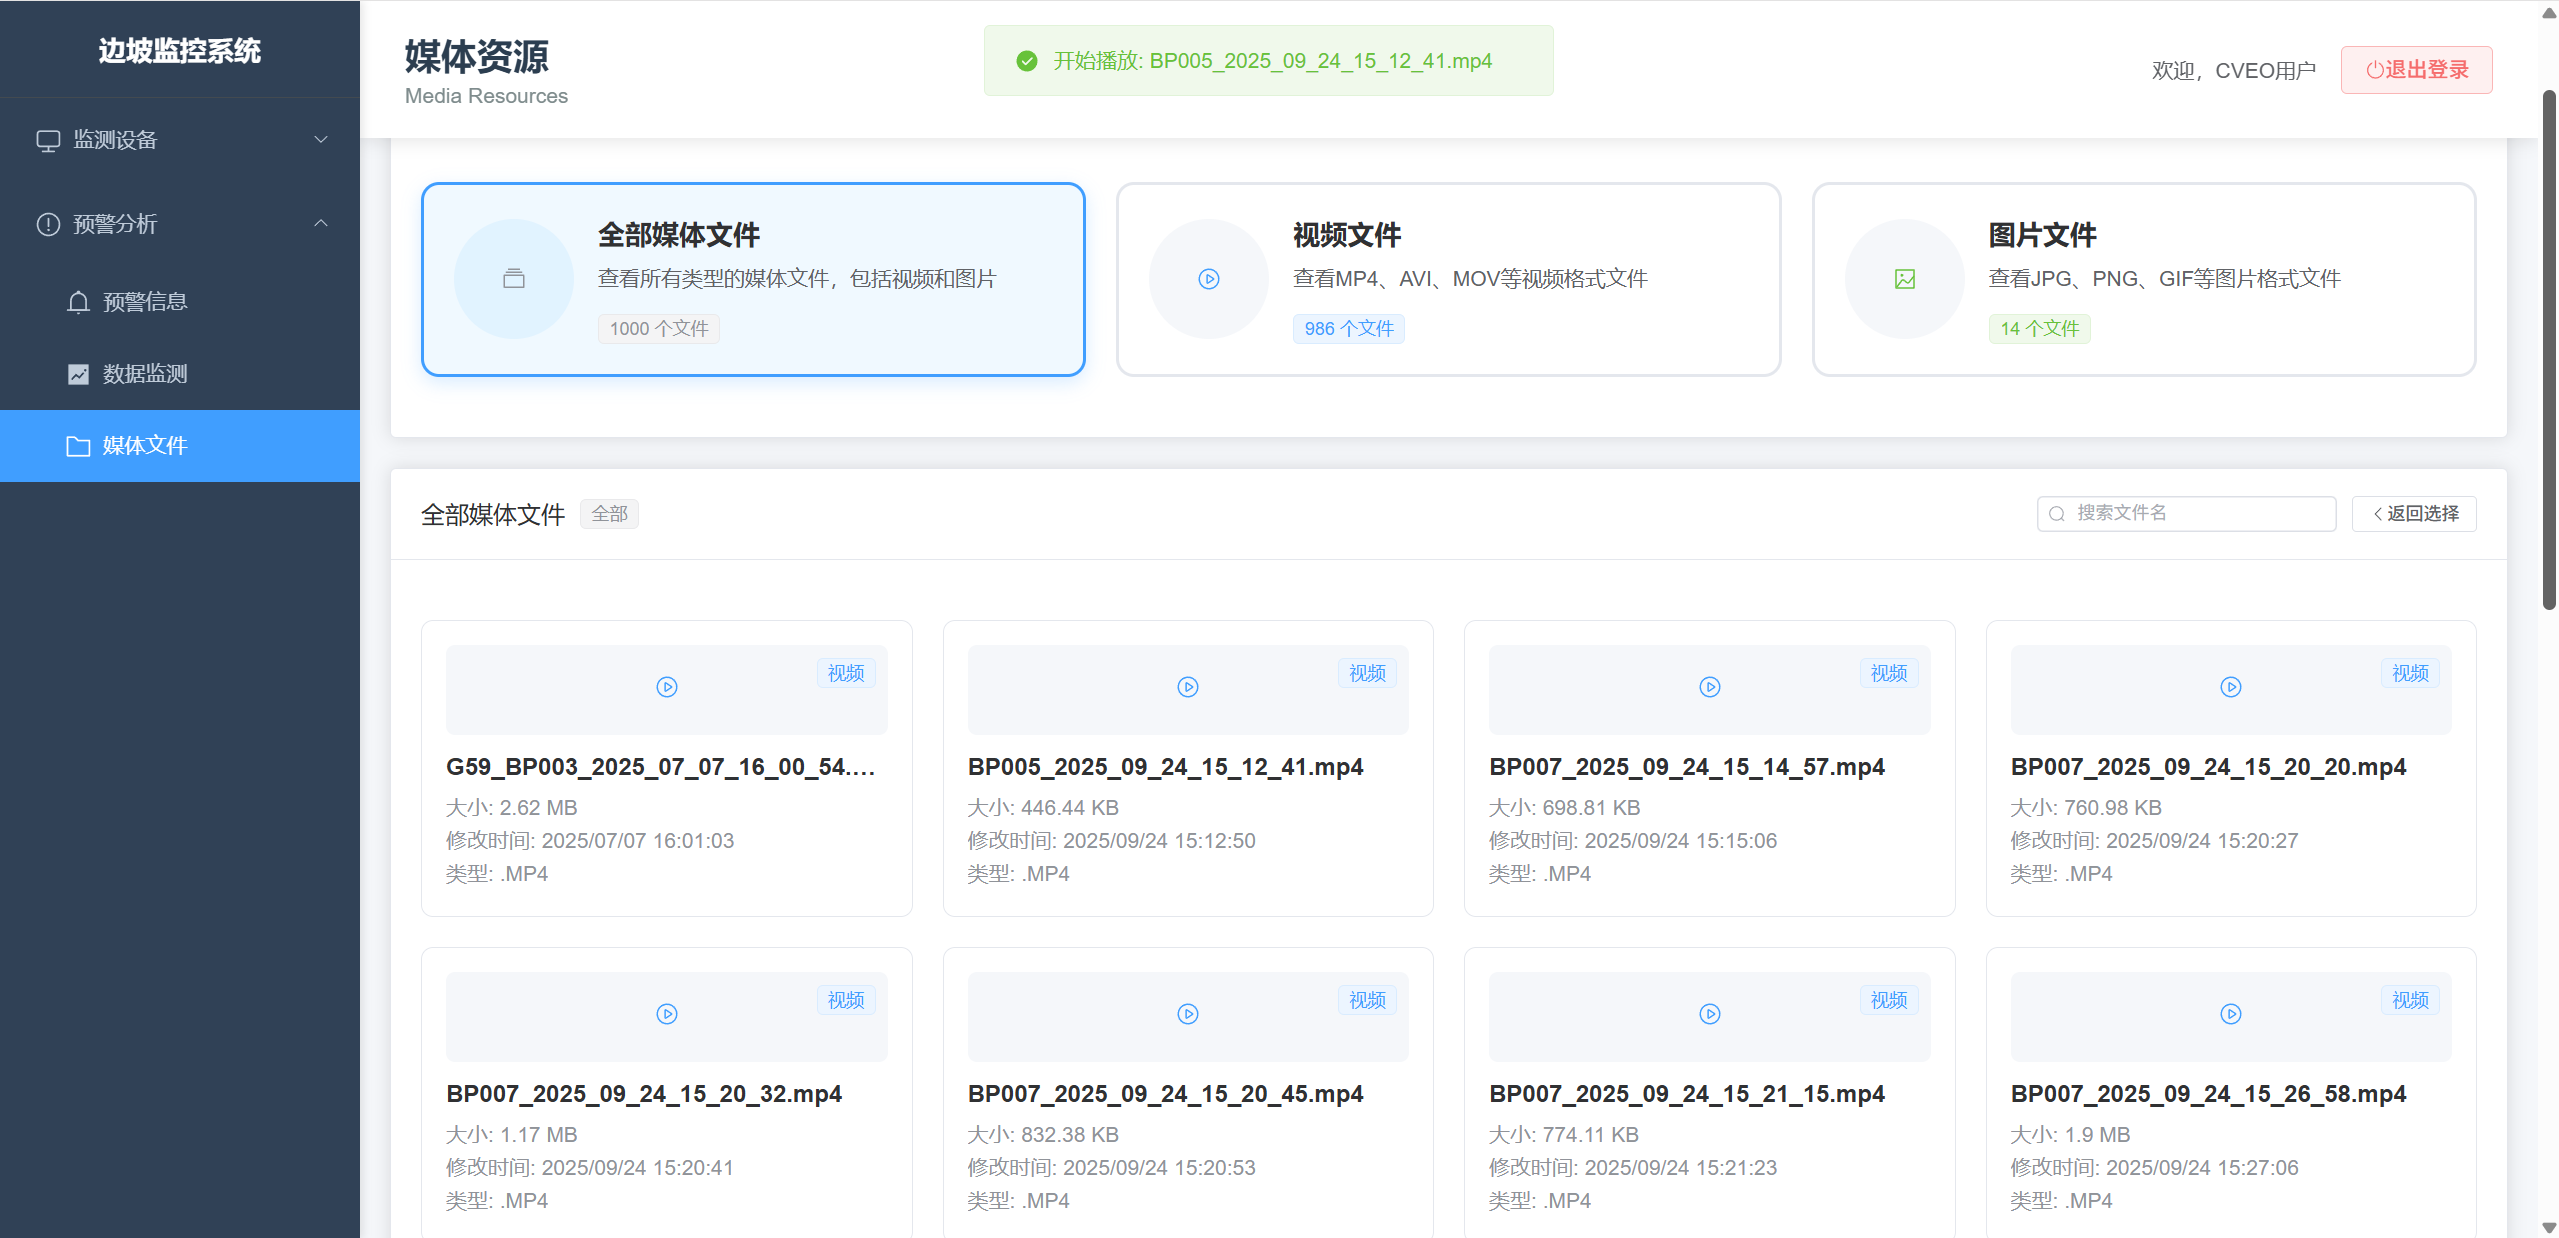 边坡监控系统
监测设备
预警分析
预警信息
数据监测
媒体文件
媒体资源
Media Resources
开始播放: BP005_2025_09_24_15_12_41.mp4
欢迎，CVEO用户
退出登录
全部媒体文件
查看所有类型的媒体文件，包括视频和图片
1000 个文件
视频文件
查看MP4、AVI、MOV等视频格式文件
986 个文件
图片文件
查看JPG、PNG、GIF等图片格式文件
14 个文件
全部媒体文件 全部
搜索文件名
返回选择
视频
G59_BP003_2025_07_07_16_00_54....
大小: 2.62 MB
修改时间: 2025/07/07 16:01:03
类型: .MP4
视频
BP005_2025_09_24_15_12_41.mp4
大小: 446.44 KB
修改时间: 2025/09/24 15:12:50
类型: .MP4
视频
BP007_2025_09_24_15_14_57.mp4
大小: 698.81 KB
修改时间: 2025/09/24 15:15:06
类型: .MP4
视频
BP007_2025_09_24_15_20_20.mp4
大小: 760.98 KB
修改时间: 2025/09/24 15:20:27
类型: .MP4
视频
BP007_2025_09_24_15_20_32.mp4
大小: 1.17 MB
修改时间: 2025/09/24 15:20:41
类型: .MP4
视频
BP007_2025_09_24_15_20_45.mp4
大小: 832.38 KB
修改时间: 2025/09/24 15:20:53
类型: .MP4
视频
BP007_2025_09_24_15_21_15.mp4
大小: 774.11 KB
修改时间: 2025/09/24 15:21:23
类型: .MP4
视频
BP007_2025_09_24_15_26_58.mp4
大小: 1.9 MB
修改时间: 2025/09/24 15:27:06
类型: .MP4